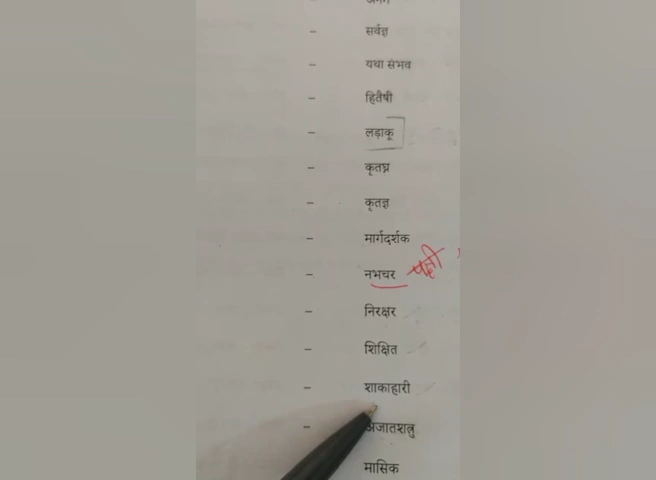 – सर्वज्ञ
– यथा संभव
– हितैषी
– लड़ाकू
– कृतघ्न
– कृतज्ञ
– मार्गदर्शक
– नभचर पक्षी
– निरक्षर
– शिक्षित
– शाकाहारी
– अजातशत्रु
मासिक